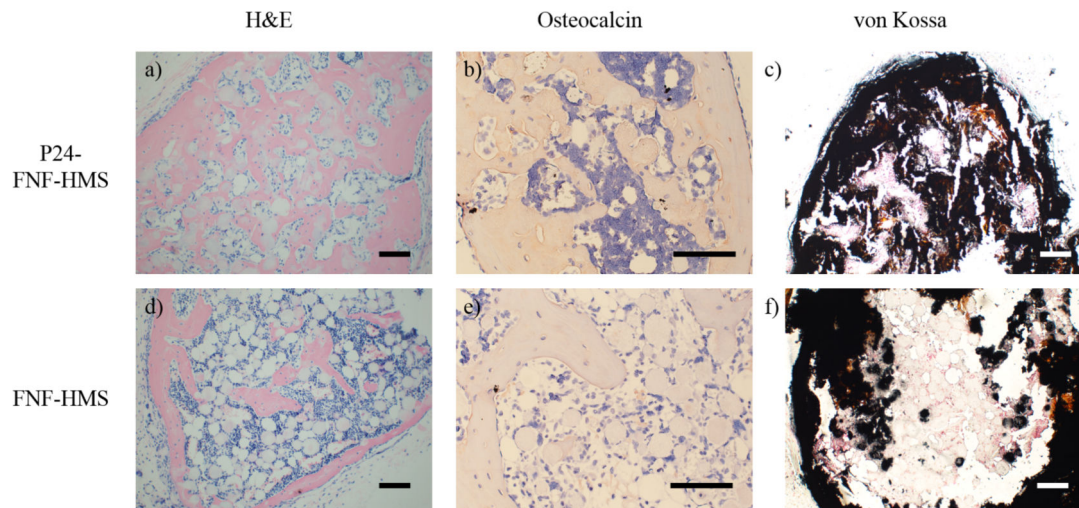 H&E Osteocalcin von Kossa
a) b) c)
P24-
FNF-HMS
d) e) f)
FNF-HMS